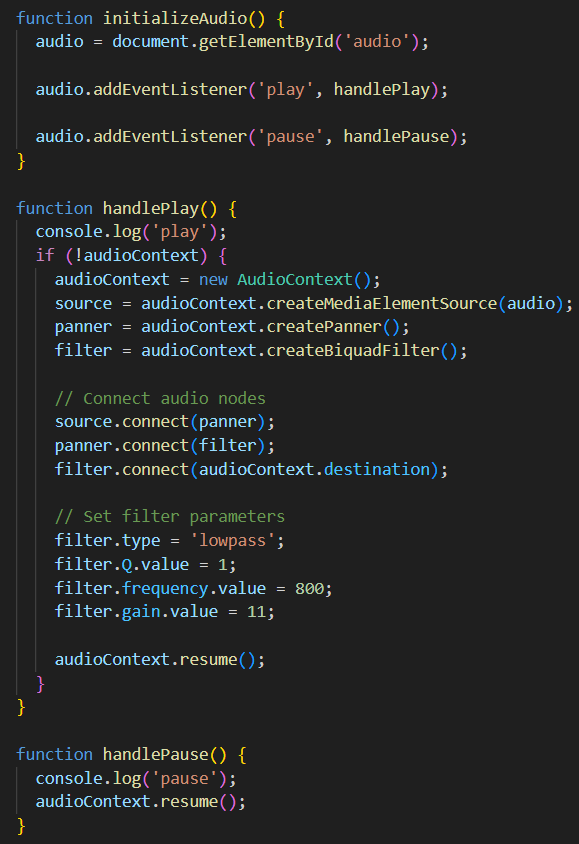 function initializeAudio() {
audio = document.getElementById('audio');
audio.addEventListener('play', handlePlay);
audio.addEventListener('pause', handlePause);
}
function handlePlay() {
console.log('play');
if (!audioContext) {
audioContext = new AudioContext();
source = audioContext.createMediaElementSource(audio);
panner = audioContext.createPanner();
filter = audioContext.createBiquadFilter();
// Connect audio nodes
source.connect(panner);
panner.connect(filter);
filter.connect(audioContext.destination);
// Set filter parameters
filter.type = 'lowpass';
filter.Q.value = 1;
filter.frequency.value = 800;
filter.gain.value = 11;
audioContext.resume();
}
}
function handlePause() {
console.log('pause');
audioContext.resume();
}